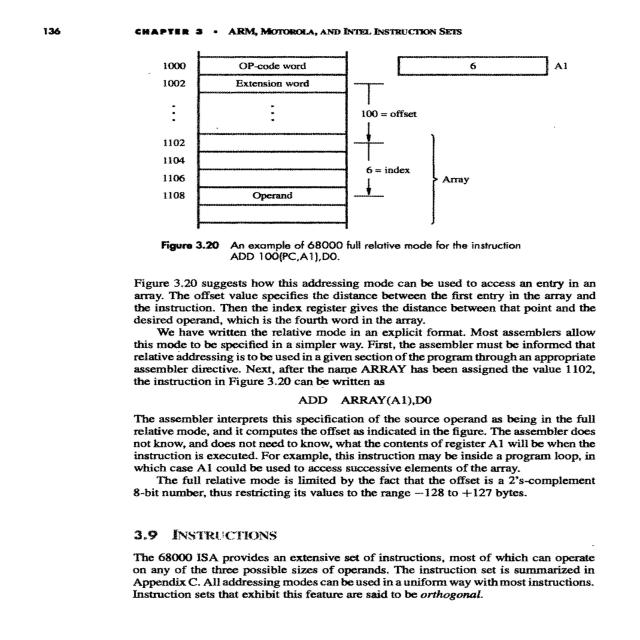 136
CHAPTER 3 • ARM, MOTOROLA, AND INTEL INSTRUCTION SETS
1000 OP-code word 6 A1
1002 Extension word
100 = offset
1102
1104
6 = index
1106 Array
1108 Operand
Figure 3.20 An example of 68000 full relative mode for the instruction
ADD 100(PC,A1),D0.
Figure 3.20 suggests how this addressing mode can be used to access an entry in an
array. The offset value specifies the distance between the first entry in the array and
the instruction. Then the index register gives the distance between that point and the
desired operand, which is the fourth word in the array.
We have written the relative mode in an explicit format. Most assemblers allow
this mode to be specified in a simpler way. First, the assembler must be informed that
relative addressing is to be used in a given section of the program through an appropriate
assembler directive. Next, after the name ARRAY has been assigned the value 1102,
the instruction in Figure 3.20 can be written as
ADD ARRAY(A1),D0
The assembler interprets this specification of the source operand as being in the full
relative mode, and it computes the offset as indicated in the figure. The assembler does
not know, and does not need to know, what the contents of register A1 will be when the
instruction is executed. For example, this instruction may be inside a program loop, in
which case A1 could be used to access successive elements of the array.
The full relative mode is limited by the fact that the offset is a 2's-complement
8-bit number, thus restricting its values to the range −128 to +127 bytes.
3.9 INSTRUCTIONS
The 68000 ISA provides an extensive set of instructions, most of which can operate
on any of the three possible sizes of operands. The instruction set is summarized in
Appendix C. All addressing modes can be used in a uniform way with most instructions.
Instruction sets that exhibit this feature are said to be orthogonal.